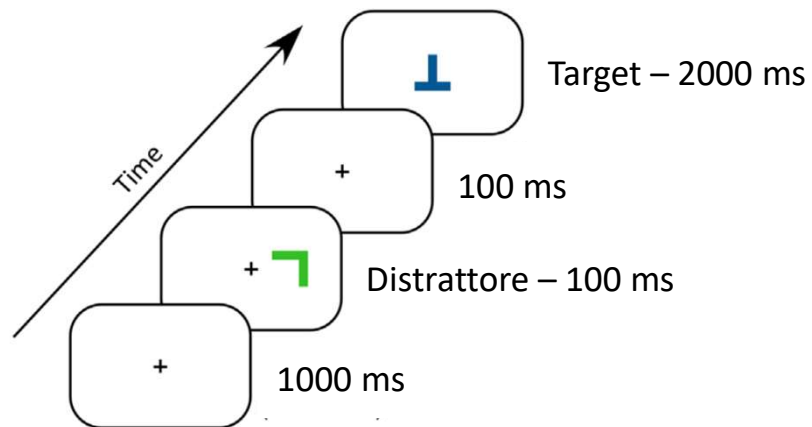 Target – 2000 ms
Time
100 ms
Distrattore – 100 ms
1000 ms